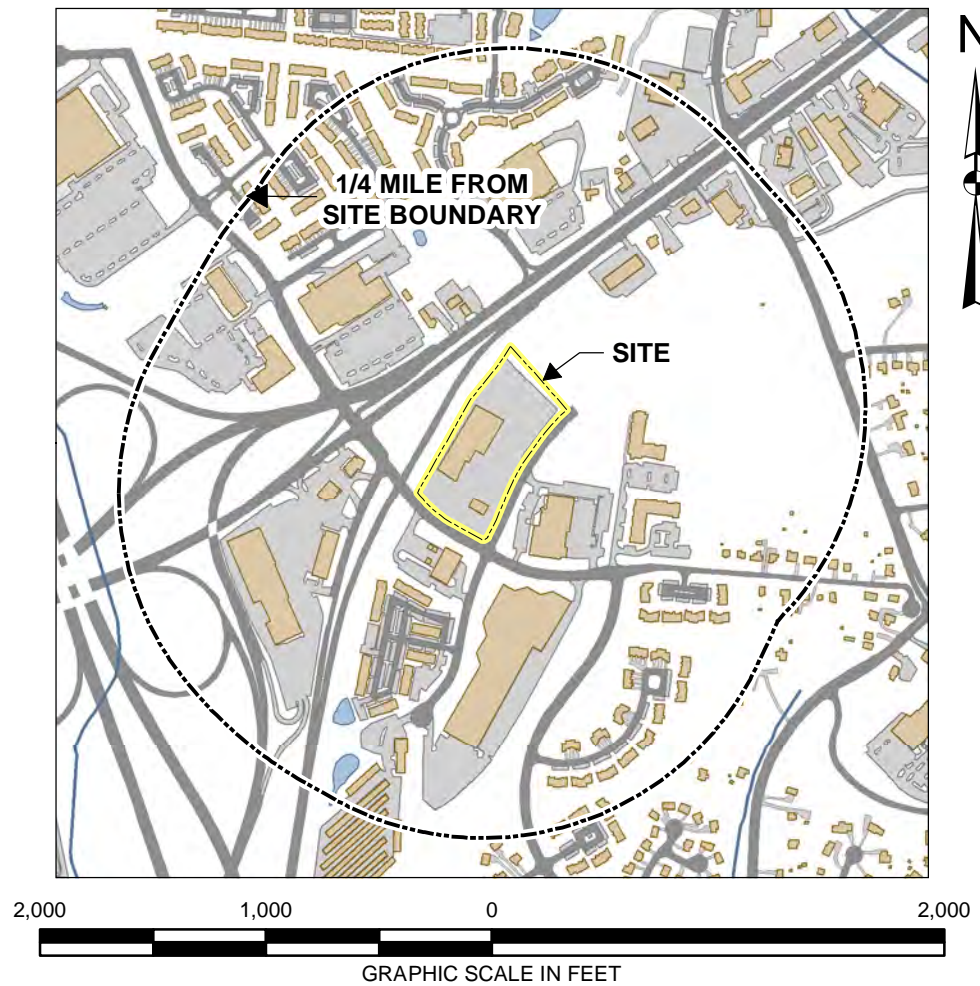 N
1/4 MILE FROM
SITE BOUNDARY
SITE
2,000 1,000 0 2,000
GRAPHIC SCALE IN FEET